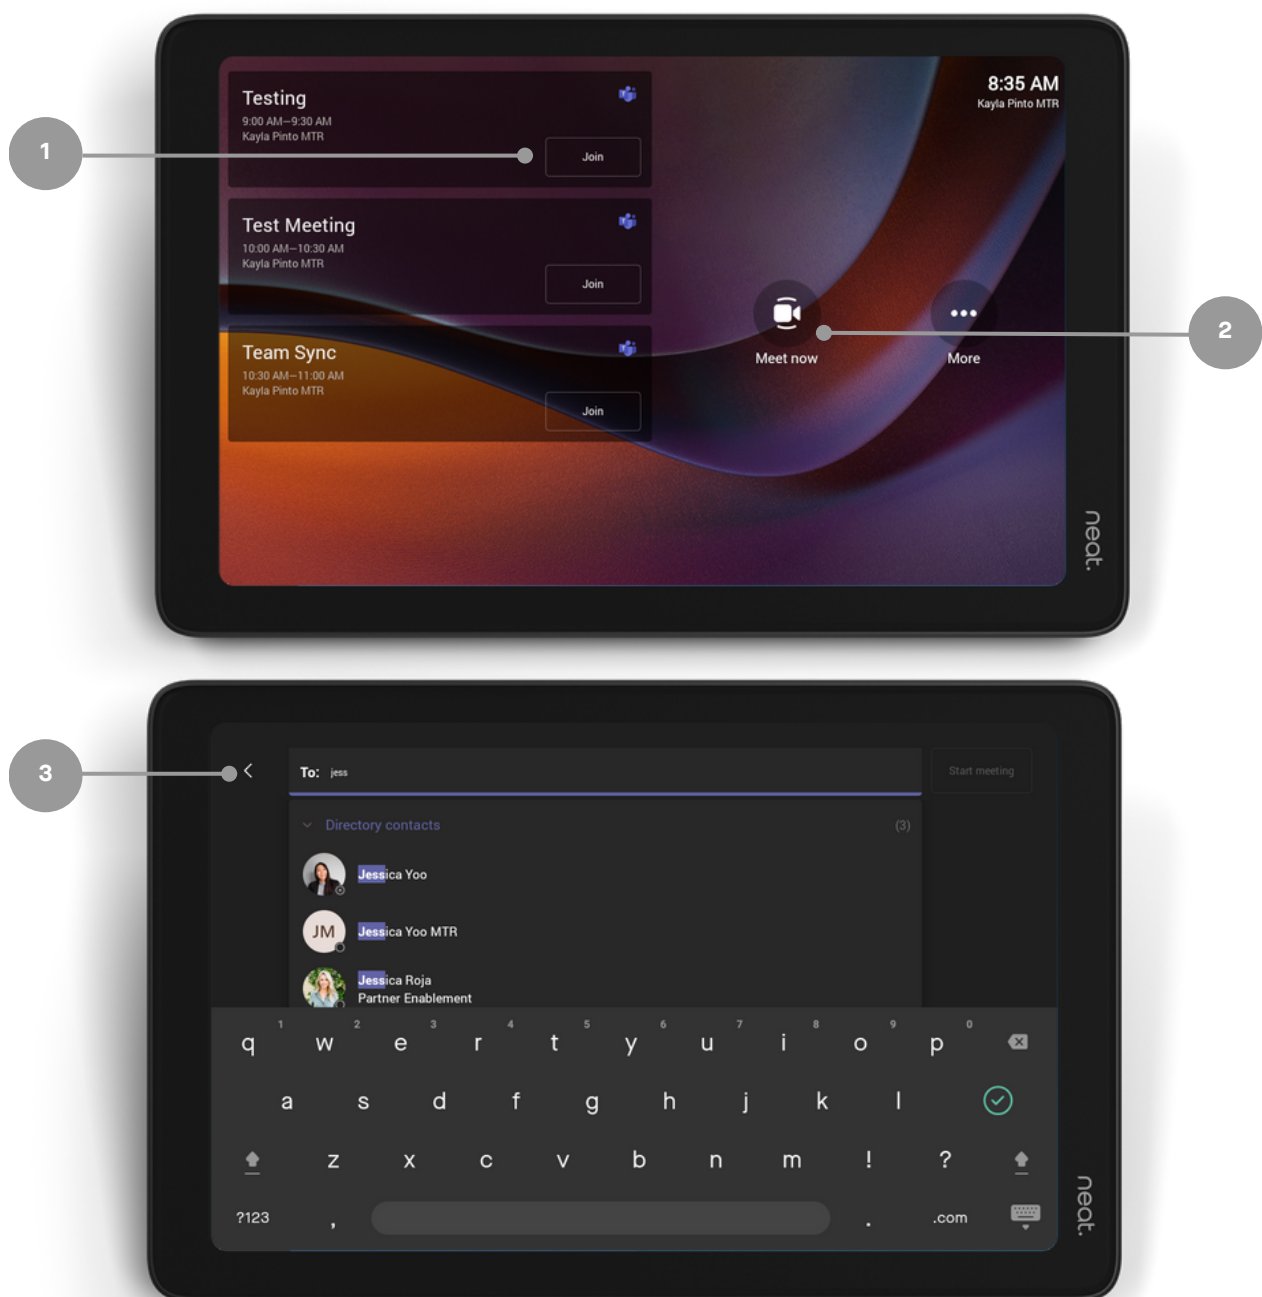 Testing
9:00 AM—9:30 AM
Kayla Pinto MTR
Join
8:35 AM
Kayla Pinto MTR
1
Test Meeting
10:00 AM—10:30 AM
Kayla Pinto MTR
Join
Meet now
More
2
Team Sync
10:30 AM—11:00 AM
Kayla Pinto MTR
Join
neat.
3
To: jess
Start meeting
Directory contacts (3)
Jessica Yoo
JM
Jessica Yoo MTR
Jessica Roja
Partner Enablement
1 2 3 4 5 6 7 8 9 0
q w e r t y u i o p
a s d f g h j k l
z x c v b n m ! ?
?123 , . .com
neat.